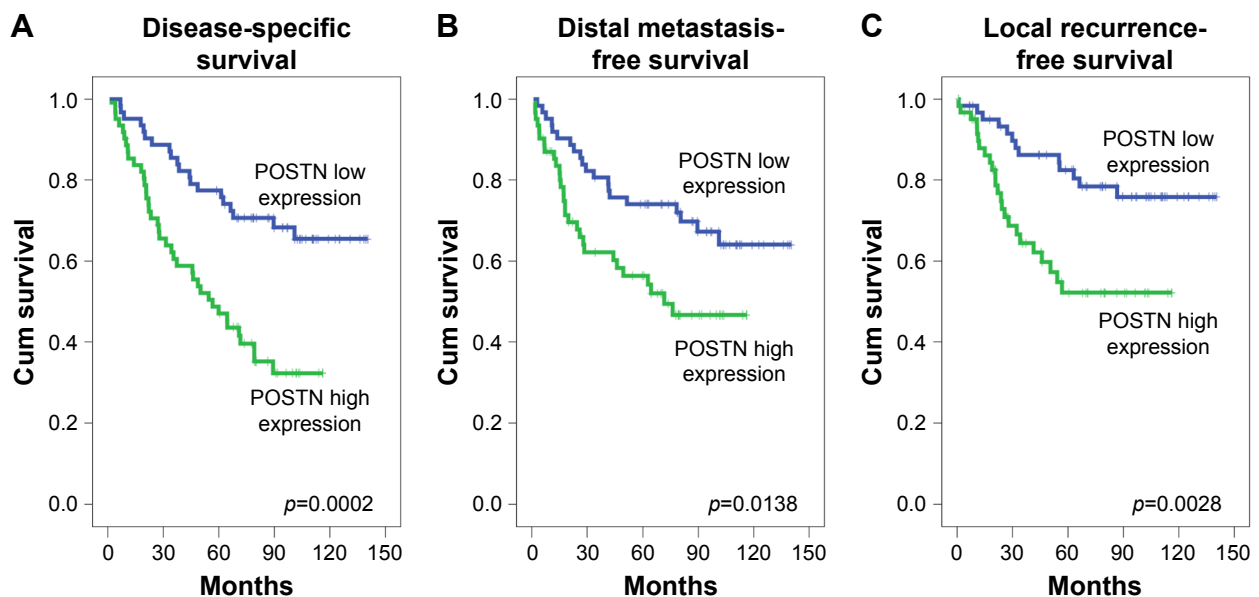 A
Disease-specific
survival
Cum survival
1.0
0.8
0.6
0.4
0.2
0.0
POSTN low
expression
POSTN high
expression
p=0.0002
0 30 60 90 120 150
Months
B
Distal metastasis-
free survival
Cum survival
1.0
0.8
0.6
0.4
0.2
0.0
POSTN low
expression
POSTN high
expression
p=0.0138
0 30 60 90 120 150
Months
C
Local recurrence-
free survival
Cum survival
1.0
0.8
0.6
0.4
0.2
0.0
POSTN low
expression
POSTN high
expression
p=0.0028
0 30 60 90 120 150
Months